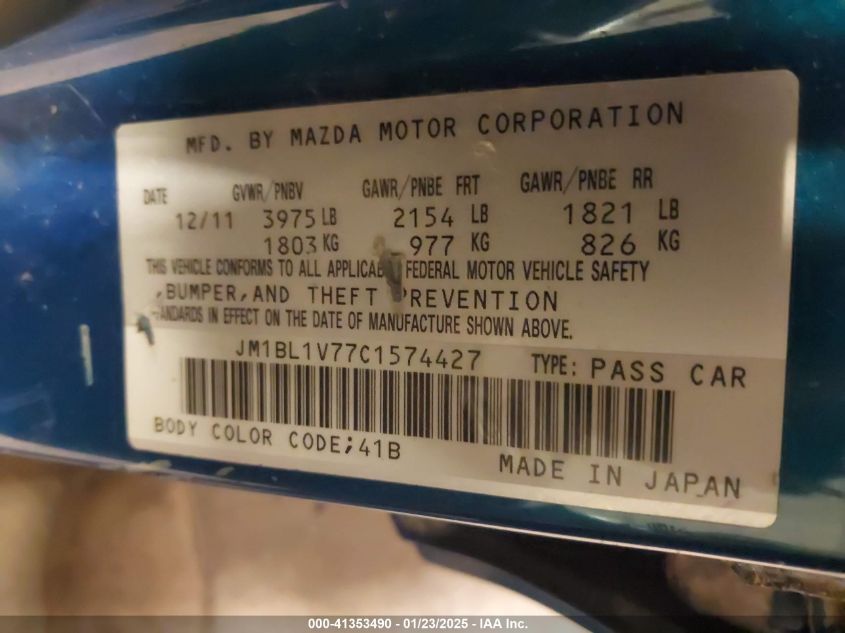 MFD. BY MAZDA MOTOR CORPORATION
DATE GVWR/PNBV GAWR/PNBE FRT GAWR/PNBE RR
12/11 3975 LB 2154 LB 1821 LB
1803 KG 977 KG 826 KG
THIS VEHICLE CONFORMS TO ALL FEDERAL MOTOR VEHICLE SAFETY
,BUMPER,AND THEFT PREVENTION
IN EFFECT ON THE DATE OF MANUFACTURE SHOWN ABOVE.
JM1BL1V77C1574427 TYPE: PASS CAR
BODY COLOR CODE;41B
MADE IN JAPAN
000-41353490 — 01/23/2025 — IAA Inc.